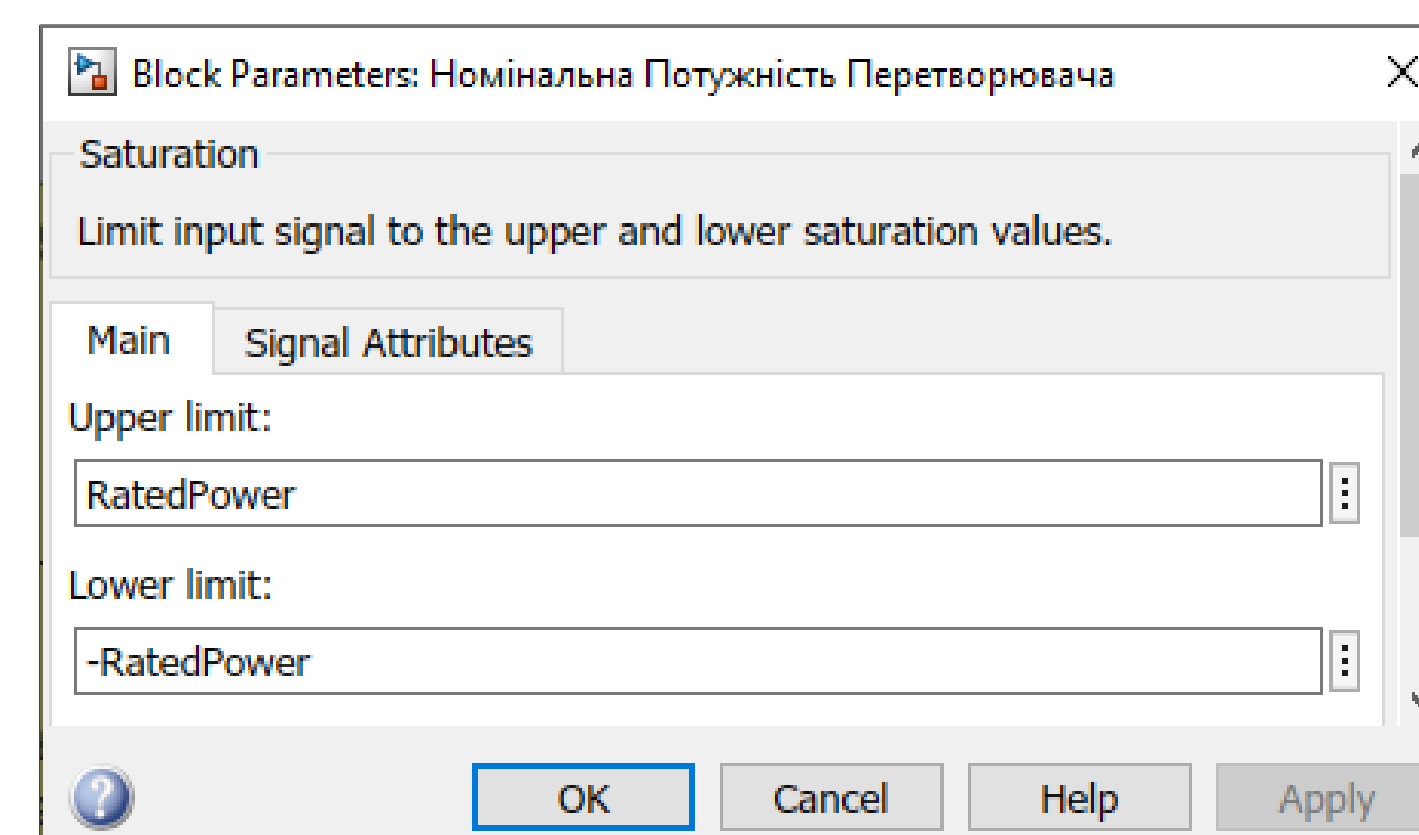 Block Parameters: Номінальна Потужність Перетворювача
Saturation
Limit input signal to the upper and lower saturation values.
Main Signal Attributes
Upper limit:
RatedPower
Lower limit:
-RatedPower
? OK Cancel Help Apply